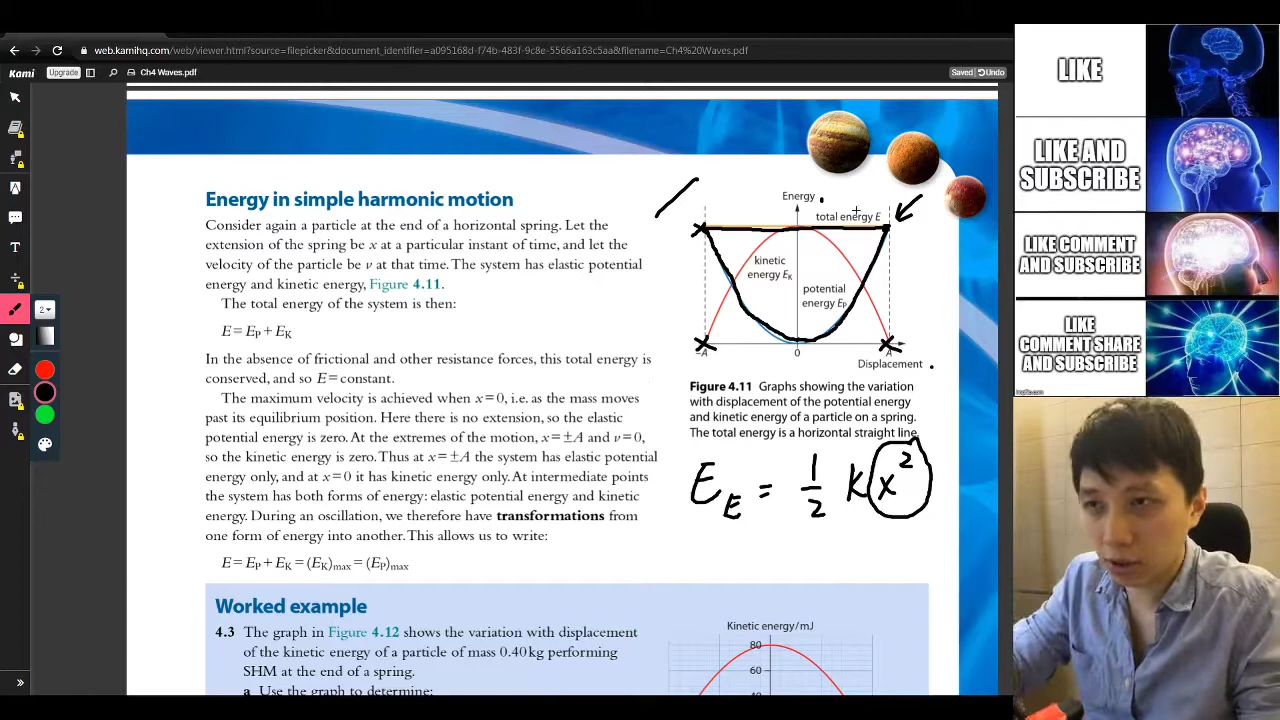 web.kamihq.com/web/viewer.html?source=filepicker&document_identifier=a095168d-f74b-483f-9c8e-5566a163c5aa&filename=Ch4%20Waves.pdf
Kami
Upgrade
Ch4 Waves.pdf
Saved
Undo
T
2
Energy in simple harmonic motion
Consider again a particle at the end of a horizontal spring. Let the
extension of the spring be x at a particular instant of time, and let the
velocity of the particle be v at that time. The system has elastic potential
energy and kinetic energy, Figure 4.11.
The total energy of the system is then:
E=EP+EK
In the absence of frictional and other resistance forces, this total energy is
conserved, and so E=constant.
The maximum velocity is achieved when x=0, i.e. as the mass moves
past its equilibrium position. Here there is no extension, so the elastic
potential energy is zero. At the extremes of the motion, x=±A and v=0,
so the kinetic energy is zero. Thus at x=±A the system has elastic potential
energy only, and at x=0 it has kinetic energy only. At intermediate points
the system has both forms of energy: elastic potential energy and kinetic
energy. During an oscillation, we therefore have transformations from
one form of energy into another. This allows us to write:
E=EP+EK=(EK)max=(EP)max
Energy
total energy E
kinetic
energy EK
potential
energy EP
−A
0
A
Displacement
Figure 4.11 Graphs showing the variation
with displacement of the potential energy
and kinetic energy of a particle on a spring.
The total energy is a horizontal straight line.
E_E = 1/2 k x²
Worked example
4.3 The graph in Figure 4.12 shows the variation with displacement
of the kinetic energy of a particle of mass 0.40kg performing
SHM at the end of a spring.
a Use the graph to determine:
Kinetic energy/mJ
80
60
LIKE
LIKE AND
SUBSCRIBE
LIKE COMMENT
AND SUBSCRIBE
LIKE
COMMENT SHARE
AND SUBSCRIBE
imgflip.com